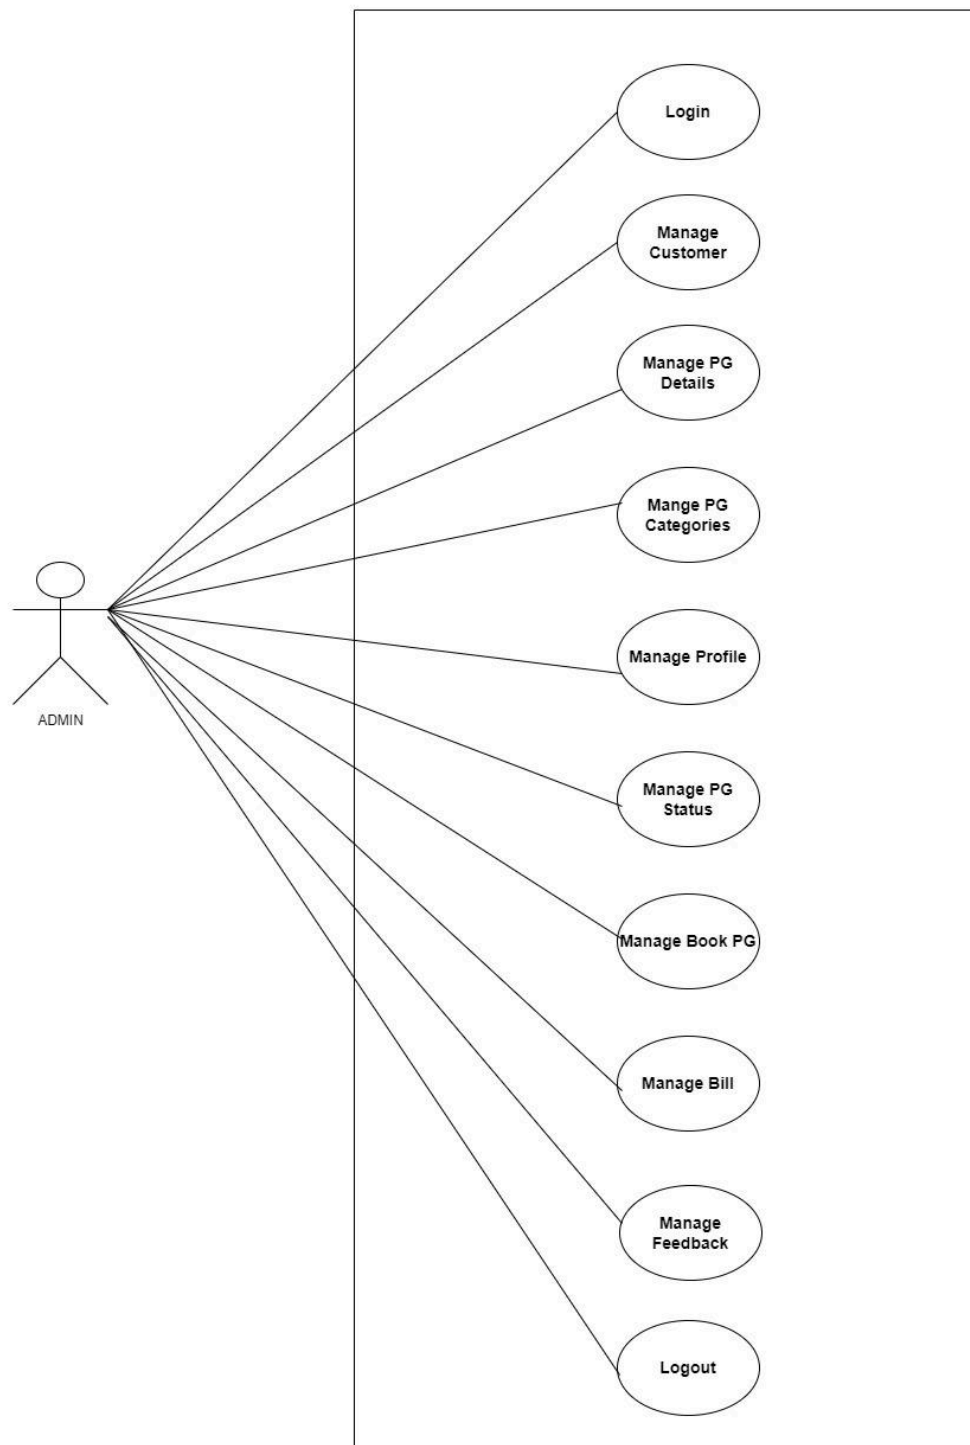 Login
Manage
Customer
Manage PG
Details
Mange PG
Categories
Manage Profile
ADMIN
Manage PG
Status
Manage Book PG
Manage Bill
Manage
Feedback
Logout